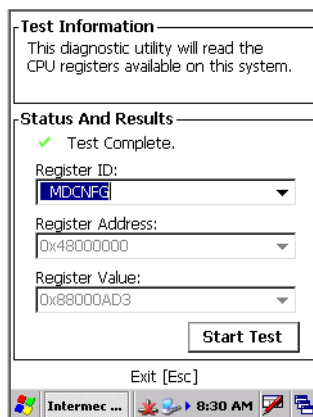 Test Information
This diagnostic utility will read the
CPU registers available on this system.
Status And Results
Test Complete.
Register ID:
MDCNFG
Register Address:
0x48000000
Register Value:
0x88000AD3
Start Test
Exit [Esc]
Intermec ... 8:30 AM